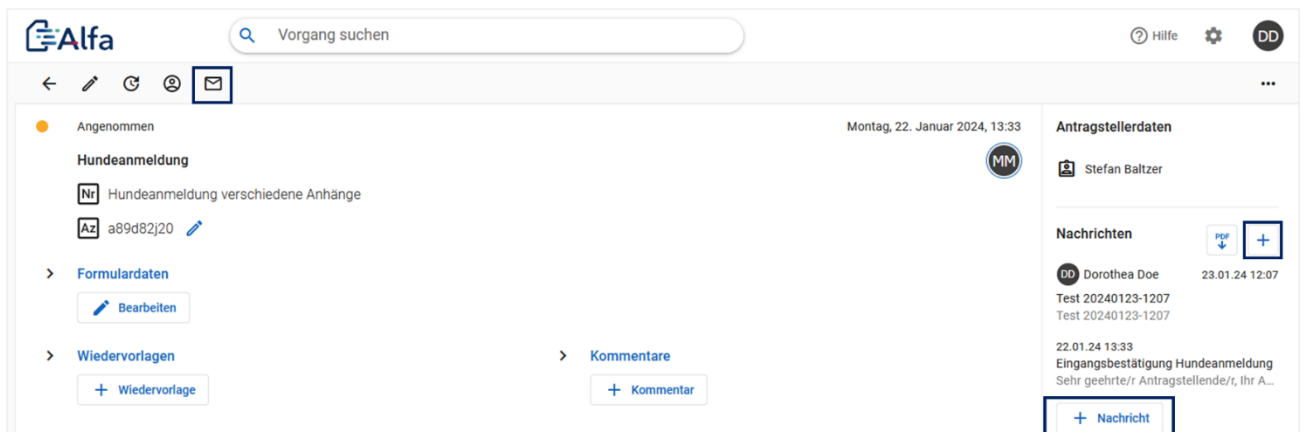 Alfa
Vorgang suchen
Hilfe
DD
Angenommen
Montag, 22. Januar 2024, 13:33
Hundeanmeldung
MM
Nr Hundeanmeldung verschiedene Anhänge
Az a89d82j20
Formulardaten
Bearbeiten
Wiedervorlagen
+ Wiedervorlage
Kommentare
+ Kommentar
Antragstellerdaten
Stefan Baltzer
Nachrichten
PDF
+
DD Dorothea Doe 23.01.24 12:07
Test 20240123-1207
Test 20240123-1207
22.01.24 13:33
Eingangsbestätigung Hundeanmeldung
Sehr geehrte/r Antragstellende/r, Ihr A...
+ Nachricht